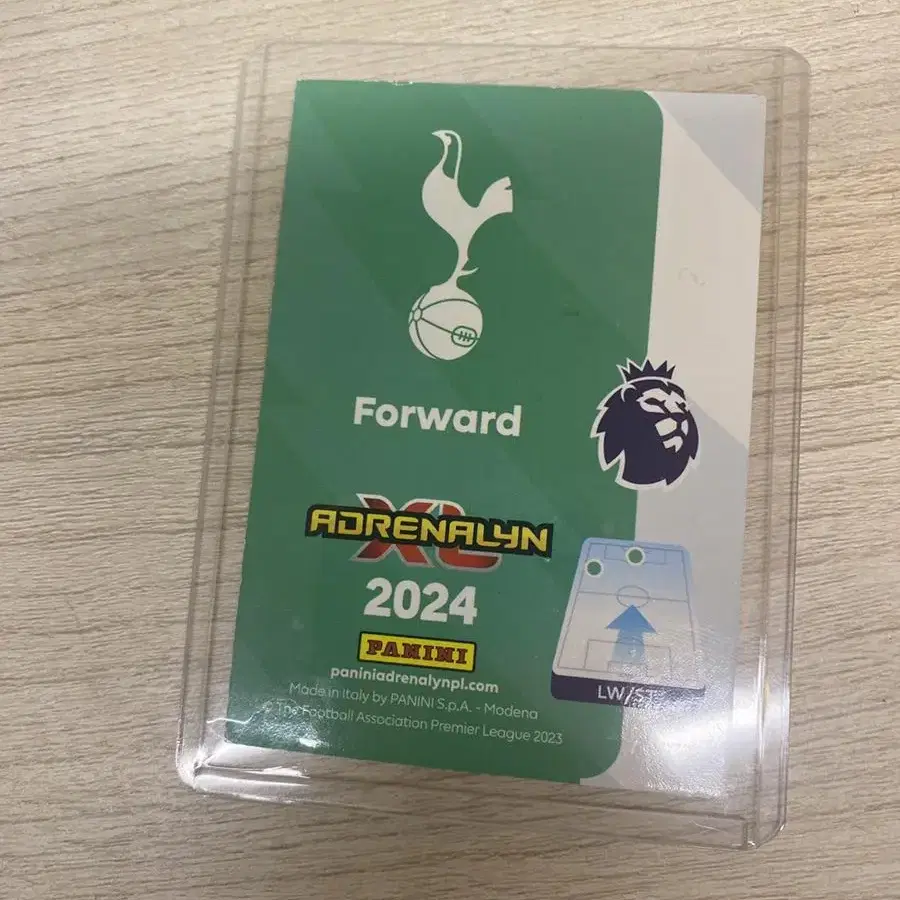 Forward
ADRENALYN
XL
2024
PANINI
paniniadrenalynpl.com
Made in Italy by PANINI S.p.A. - Modena
© The Football Association Premier League 2023
LW/ST